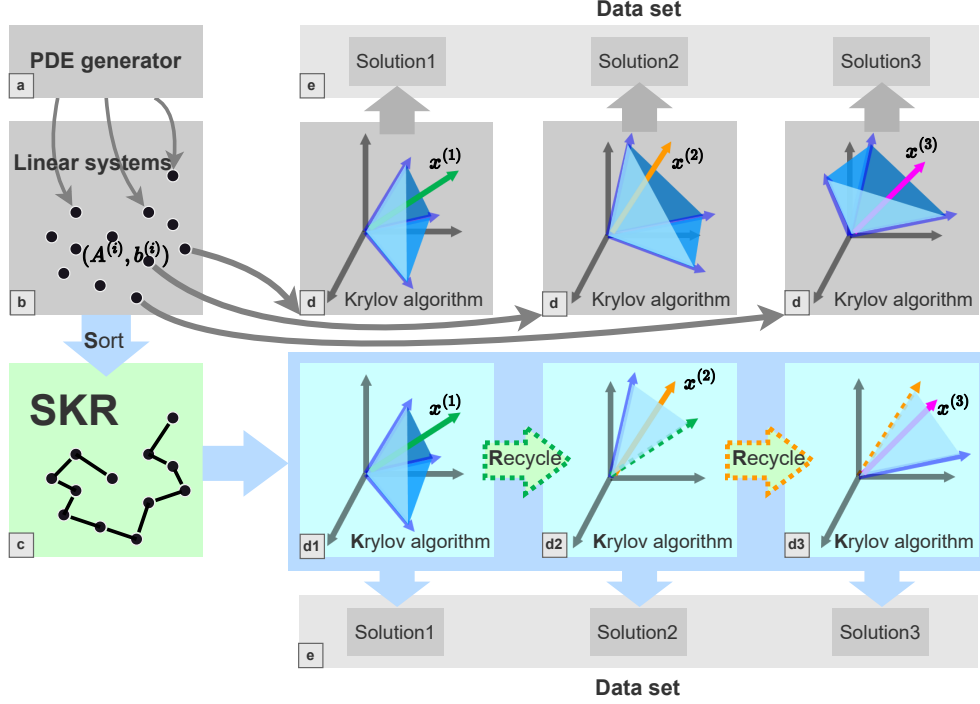 Data set
PDE generator
a
Solution1
Solution2
Solution3
e
Linear systems
(A^{(i)}, b^{(i)})
b
x^{(1)}
d
Krylov algorithm
x^{(2)}
d
Krylov algorithm
x^{(3)}
d
Krylov algorithm
Sort
SKR
c
x^{(1)}
d1
Krylov algorithm
Recycle
x^{(2)}
d2
Krylov algorithm
Recycle
x^{(3)}
d3
Krylov algorithm
Solution1
Solution2
Solution3
e
Data set